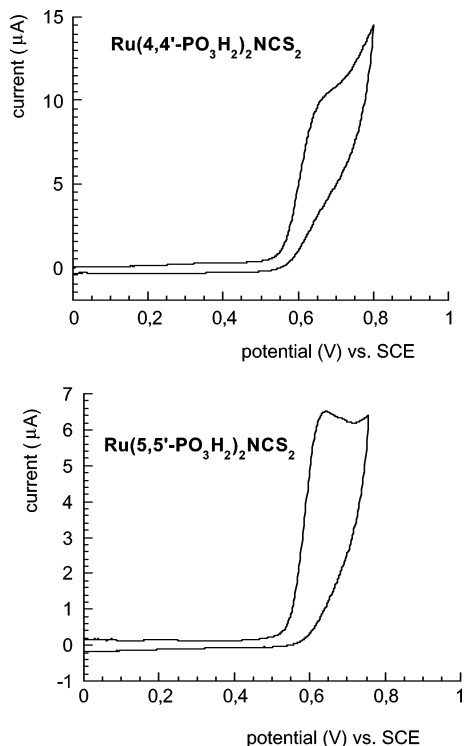 15
Ru(4,4'-PO₃H₂)₂NCS₂
10
5
0
current ( μA)
0 0,2 0,4 0,6 0,8 1
potential (V) vs. SCE
7
6
Ru(5,5'-PO₃H₂)₂NCS₂
5
4
3
2
1
0
-1
current ( μA)
0 0,2 0,4 0,6 0,8 1
potential (V) vs. SCE